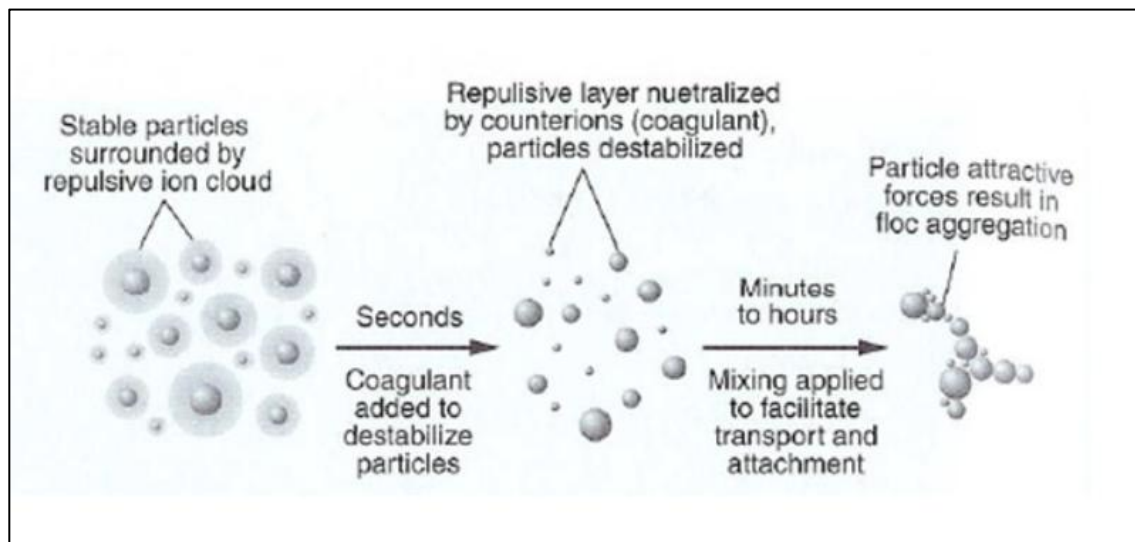 Stable particles
surrounded by
repulsive ion cloud
Repulisive layer nuetralized
by counterions (coagulant),
particles destabilized
Particle attractive
forces result in
floc aggregation
Seconds
Coagulant
added to
destabilize
particles
Minutes
to hours
Mixing applied
to facilitate
transport and
attachment